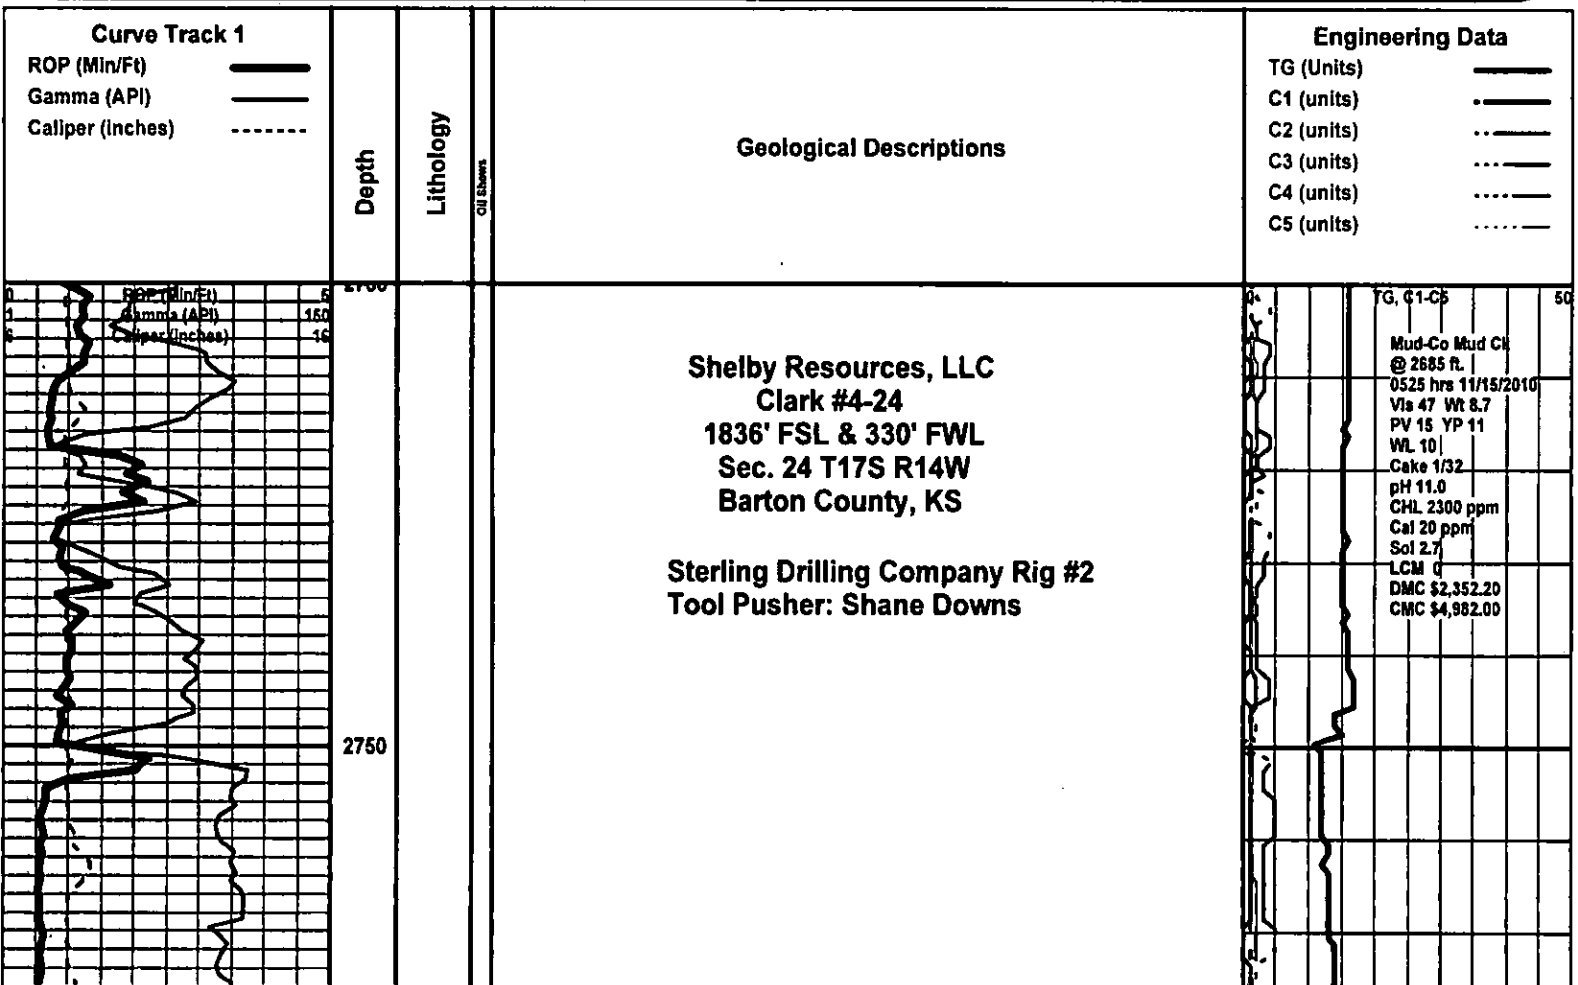 Curve Track 1
ROP (Min/Ft)
Gamma (API)
Caliper (inches)
Depth
Lithology
Oil Shows
Geological Descriptions
Engineering Data
TG (Units)
C1 (units)
C2 (units)
C3 (units)
C4 (units)
C5 (units)
0 ROP (Min/Ft) 5
1 Gamma (API) 150
6 Caliper (inches) 16
2700
TG, C1-C5 50
Shelby Resources, LLC
Clark #4-24
1836' FSL & 330' FWL
Sec. 24 T17S R14W
Barton County, KS
Sterling Drilling Company Rig #2
Tool Pusher: Shane Downs
Mud-Co Mud Ck
@ 2685 ft.
0525 hrs 11/15/2010
Vis 47 Wt 8.7
PV 15 YP 11
WL 10
Cake 1/32
pH 11.0
CHL 2300 ppm
Cal 20 ppm
Sol 2.7
LCM 0
DMC $2,352.20
CMC $4,982.00
2750